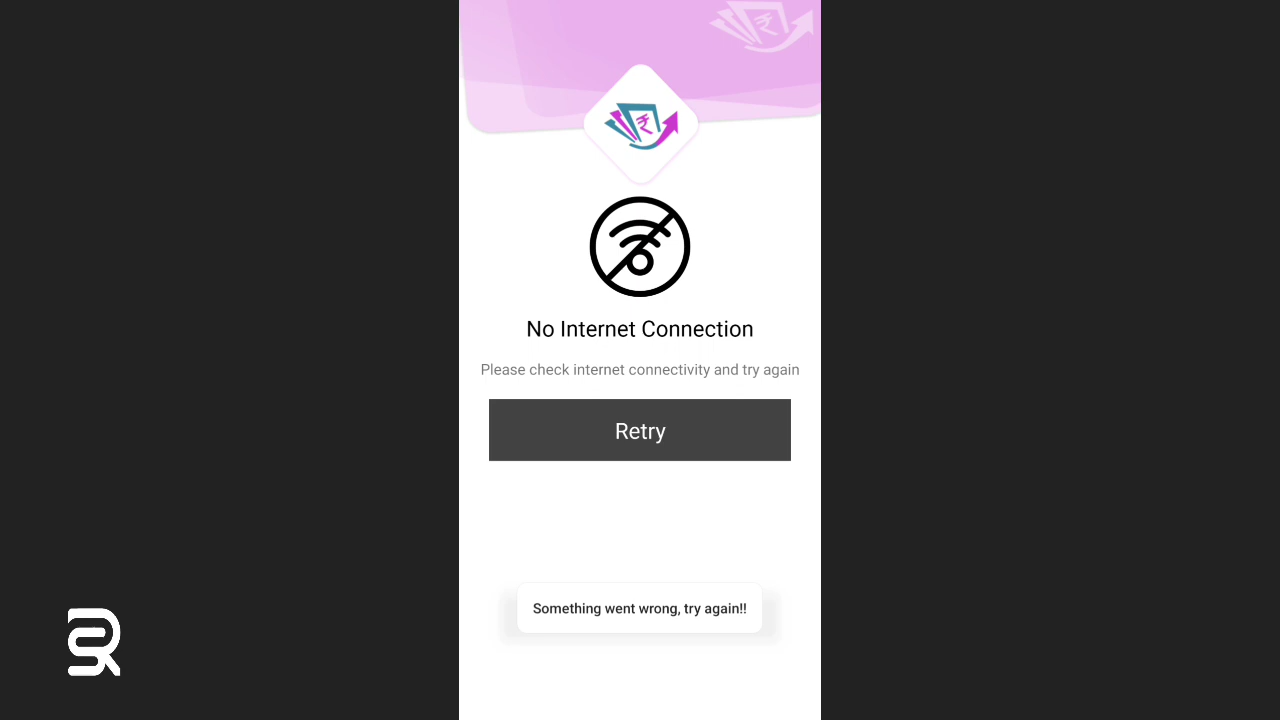 No Internet Connection
Please check internet connectivity and try again
Retry
Something went wrong, try again!!